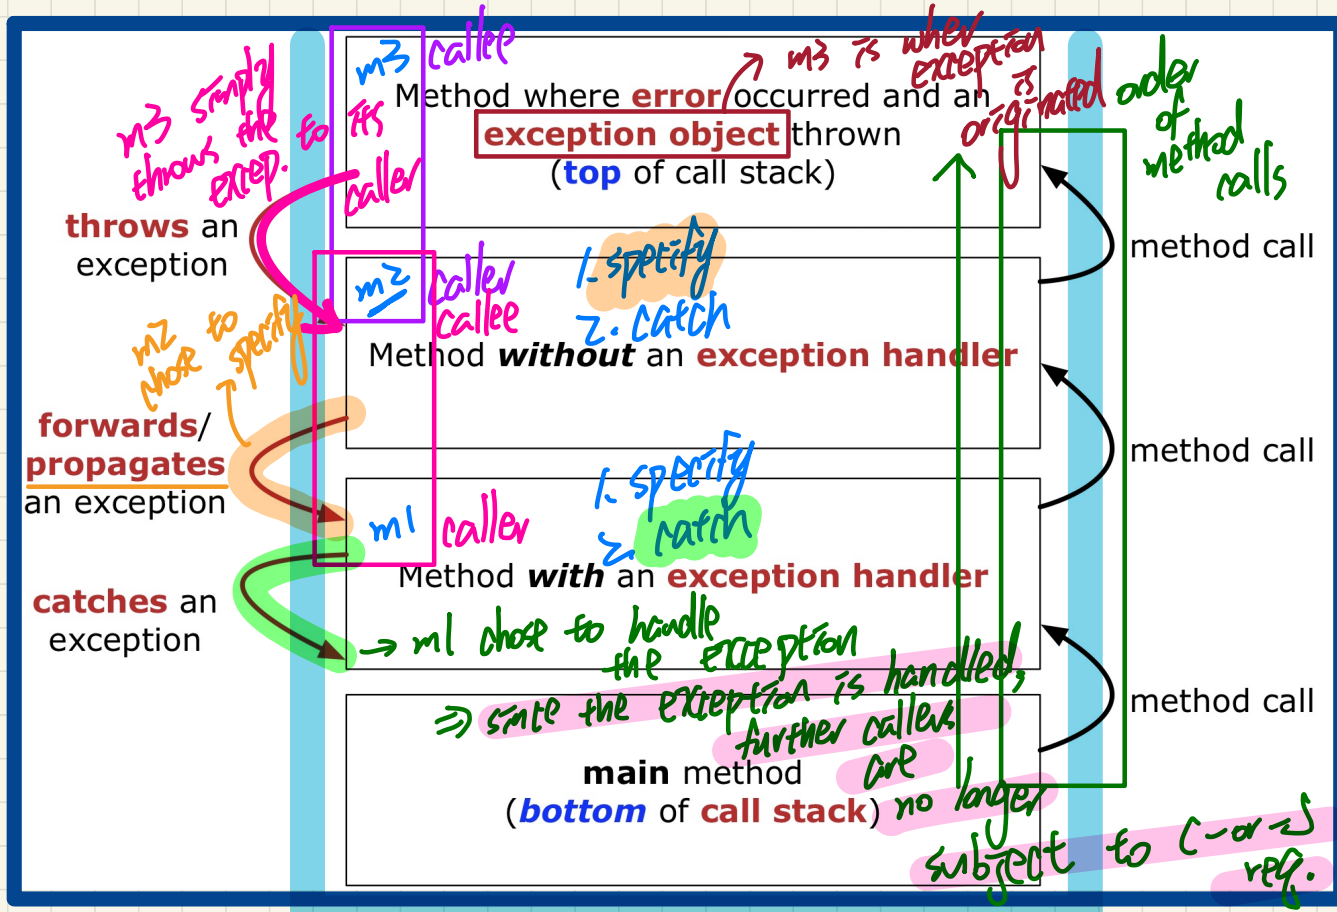 m3 callee
m3 is when
exception
is
originated
order
of
method
calls
m3 simply
throws the
excep. to its
caller
Method where error occurred and an
exception object thrown
(top of call stack)
throws an
exception
method call
m2 caller
callee
1. specify
2. catch
m2
chose to
specify
Method without an exception handler
forwards/
propagates
an exception
method call
1. specify
2. catch
m1 caller
Method with an exception handler
catches an
exception
→ m1 chose to handle
the exception
⇒ since the exception is handled,
further callers
are
no longer
subject to C-or-S
req.
method call
main method
(bottom of call stack)